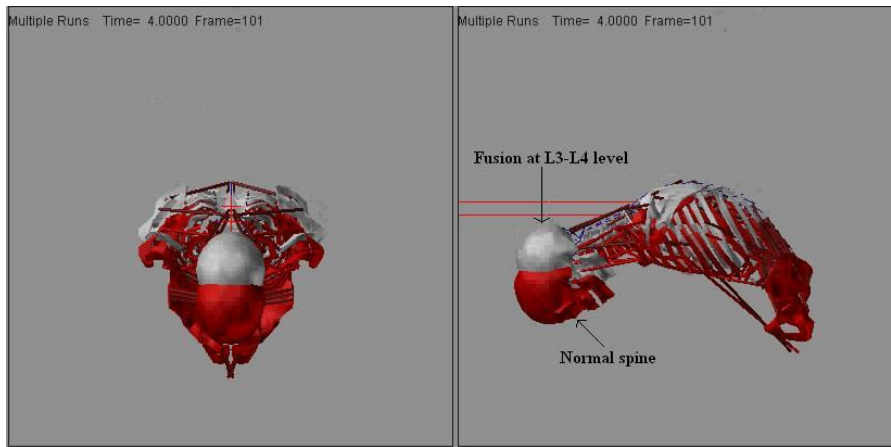 Multiple Runs Time= 4.0000 Frame=101
Multiple Runs Time= 4.0000 Frame=101
Fusion at L3-L4 level
Normal spine